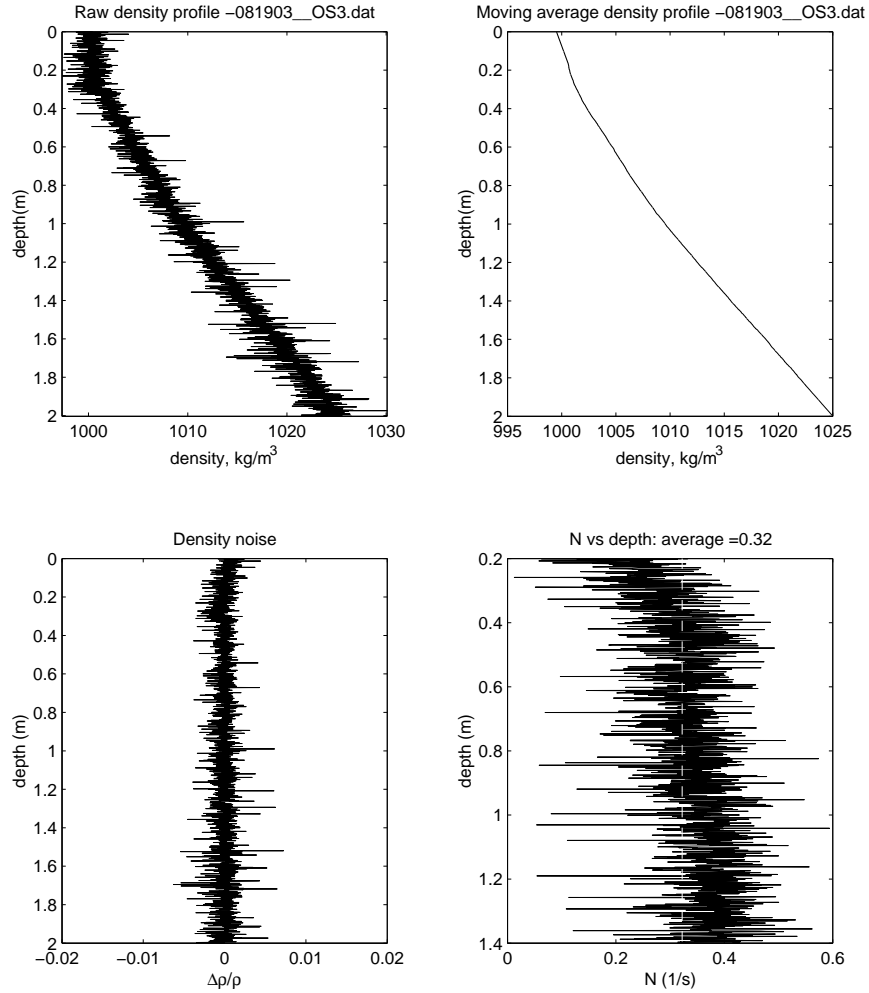 Raw density profile −081903__OS3.dat
0
0.2
0.4
0.6
0.8
1
1.2
1.4
1.6
1.8
2
depth(m)
1000 1010 1020 1030
density, kg/m³
Moving average density profile −081903__OS3.dat
0
0.2
0.4
0.6
0.8
1
1.2
1.4
1.6
1.8
2
depth(m)
995 1000 1005 1010 1015 1020 1025
density, kg/m³
Density noise
0
0.2
0.4
0.6
0.8
1
1.2
1.4
1.6
1.8
2
depth (m)
−0.02 −0.01 0 0.01 0.02
Δρ/ρ
N vs depth: average =0.32
0.2
0.4
0.6
0.8
1
1.2
1.4
depth (m)
0 0.2 0.4 0.6
N (1/s)